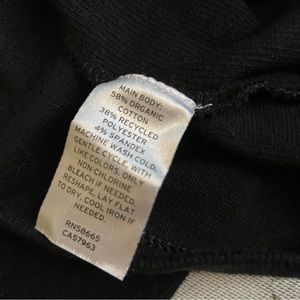 MAIN BODY:
58% ORGANIC
COTTON
38% RECYCLED
POLYESTER
4% SPANDEX
MACHINE WASH COLD,
GENTLE CYCLE, WITH
LIKE COLORS, ONLY
NON-CHLORINE
BLEACH IF NEEDED.
RESHAPE, LAY FLAT
TO DRY. COOL IRON IF
NEEDED.
RN58665
CA57963